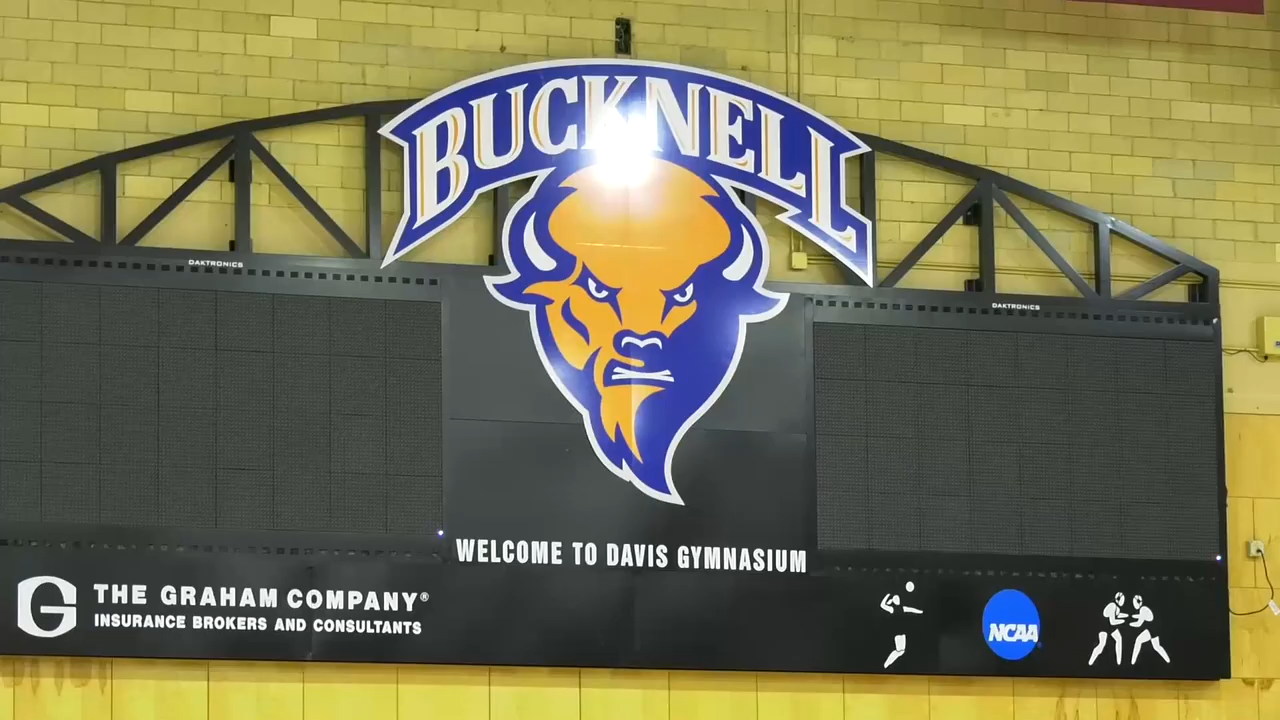 BUCKNELL
DAKTRONICS
DAKTRONICS
WELCOME TO DAVIS GYMNASIUM
G
THE GRAHAM COMPANY®
INSURANCE BROKERS AND CONSULTANTS
NCAA